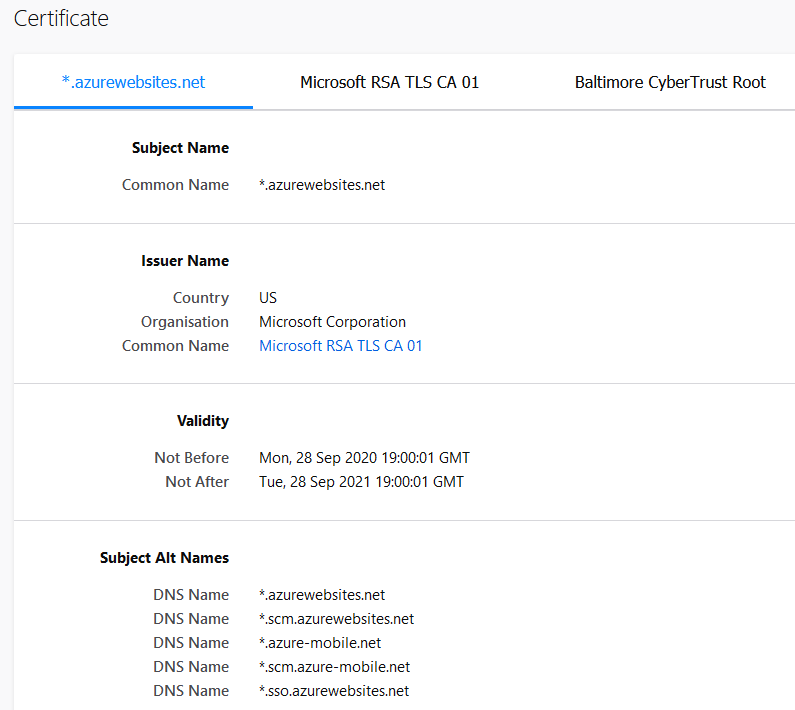 Certificate
*.azurewebsites.net Microsoft RSA TLS CA 01 Baltimore CyberTrust Root
Subject Name
Common Name *.azurewebsites.net
Issuer Name
Country US
Organisation Microsoft Corporation
Common Name Microsoft RSA TLS CA 01
Validity
Not Before Mon, 28 Sep 2020 19:00:01 GMT
Not After Tue, 28 Sep 2021 19:00:01 GMT
Subject Alt Names
DNS Name *.azurewebsites.net
DNS Name *.scm.azurewebsites.net
DNS Name *.azure-mobile.net
DNS Name *.scm.azure-mobile.net
DNS Name *.sso.azurewebsites.net